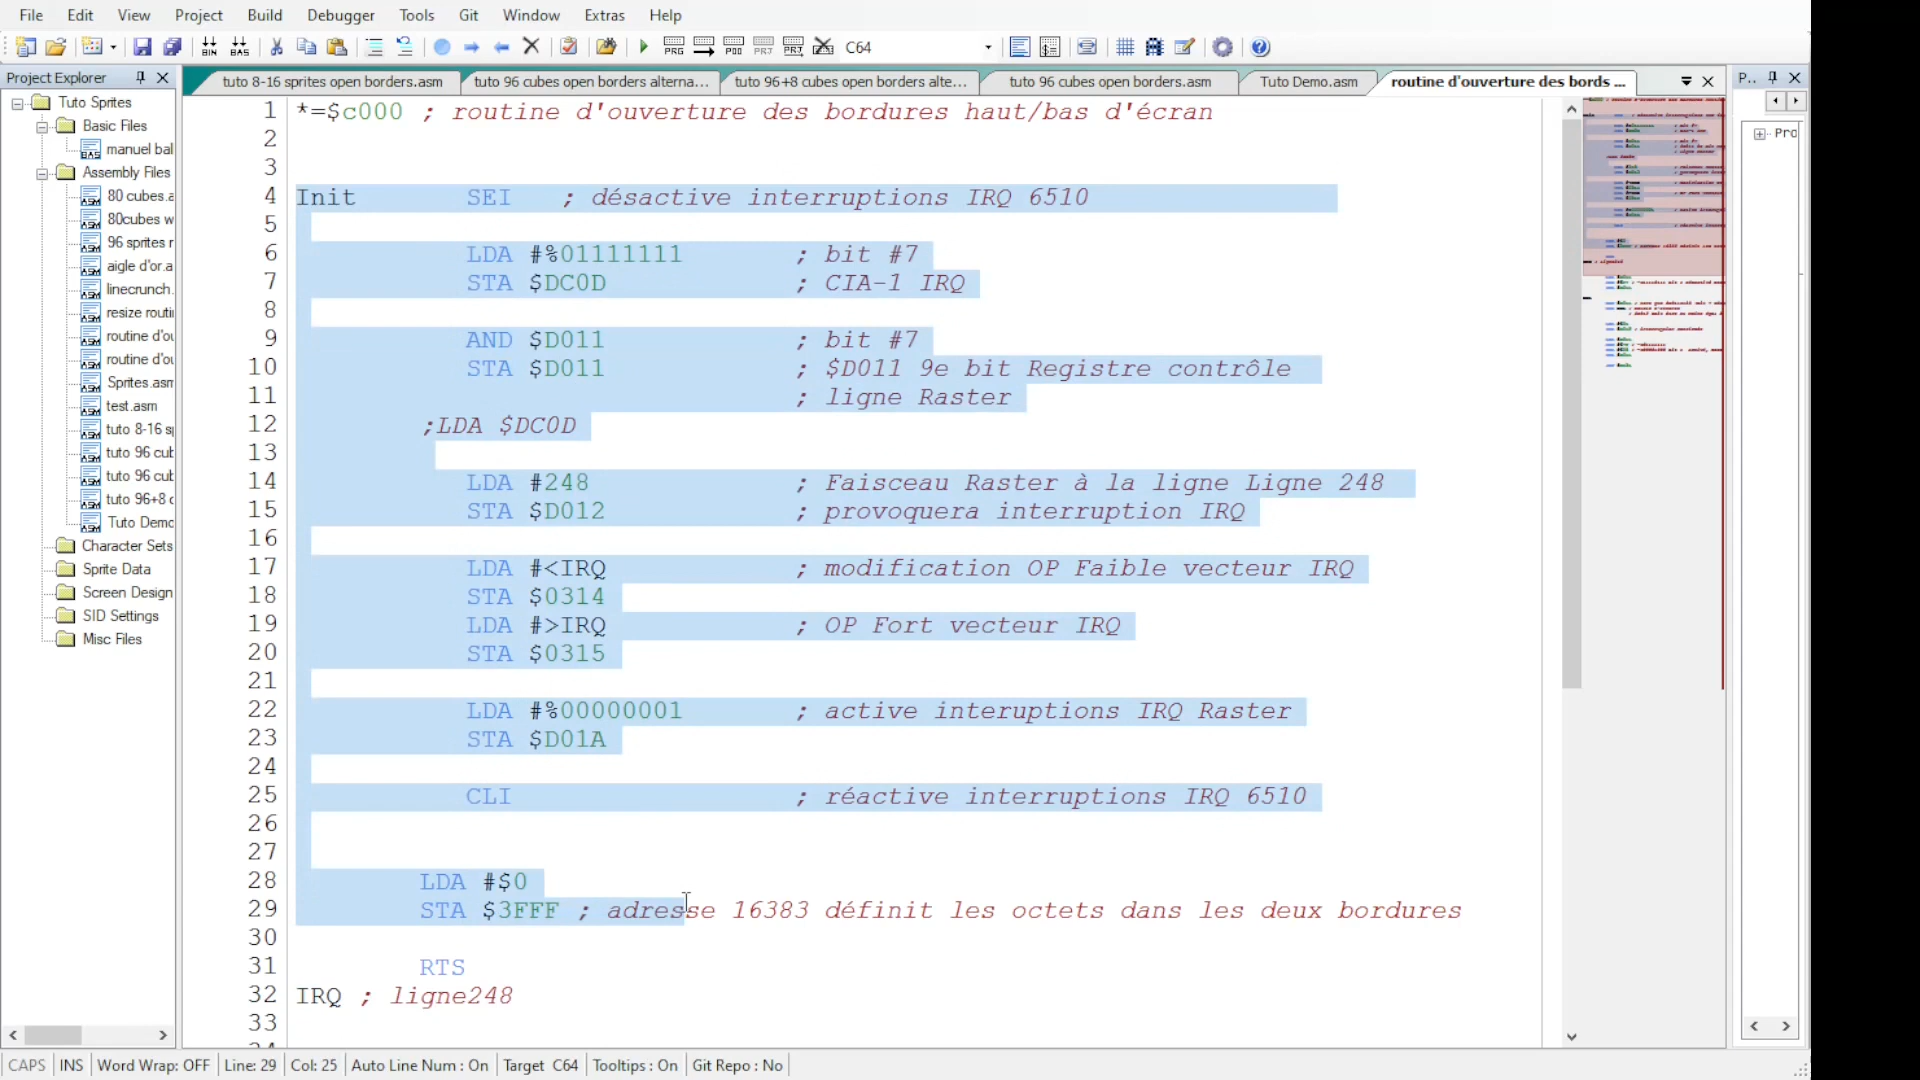 File Edit View Project Build Debugger Tools Git Window Extras Help
C64
Project Explorer
tuto 8-16 sprites open borders.asm
tuto 96 cubes open borders alterna...
tuto 96+8 cubes open borders alte...
tuto 96 cubes open borders.asm
Tuto Demo.asm
routine d'ouverture des bords ...
P..
Tuto Sprites
Basic Files
manuel bal
Assembly Files
80 cubes.a
80cubes w
96 sprites r
aigle d'or.a
linecrunch.
resize routi
routine d'ou
routine d'ou
Sprites.asm
test.asm
tuto 8-16 sp
tuto 96 cub
tuto 96 cub
tuto 96+8 c
Tuto Demo
Character Sets
Sprite Data
Screen Design
SID Settings
Misc Files
1 *=$c000 ; routine d'ouverture des bordures haut/bas d'écran
2
3
4 Init SEI ; désactive interruptions IRQ 6510
5
6 LDA #%01111111 ; bit #7
7 STA $DC0D ; CIA-1 IRQ
8
9 AND $D011 ; bit #7
10 STA $D011 ; $D011 9e bit Registre contrôle
11 ; ligne Raster
12 ;LDA $DC0D
13
14 LDA #248 ; Faisceau Raster à la ligne Ligne 248
15 STA $D012 ; provoquera interruption IRQ
16
17 LDA #<IRQ ; modification OP Faible vecteur IRQ
18 STA $0314
19 LDA #>IRQ ; OP Fort vecteur IRQ
20 STA $0315
21
22 LDA #%00000001 ; active interuptions IRQ Raster
23 STA $D01A
24
25 CLI ; réactive interruptions IRQ 6510
26
27
28 LDA #$0
29 STA $3FFF ; adresse 16383 définit les octets dans les deux bordures
30
31 RTS
32 IRQ ; ligne248
33
Pro
CAPS INS Word Wrap: OFF Line: 29 Col: 25 Auto Line Num : On Target C64 Tooltips : On Git Repo : No